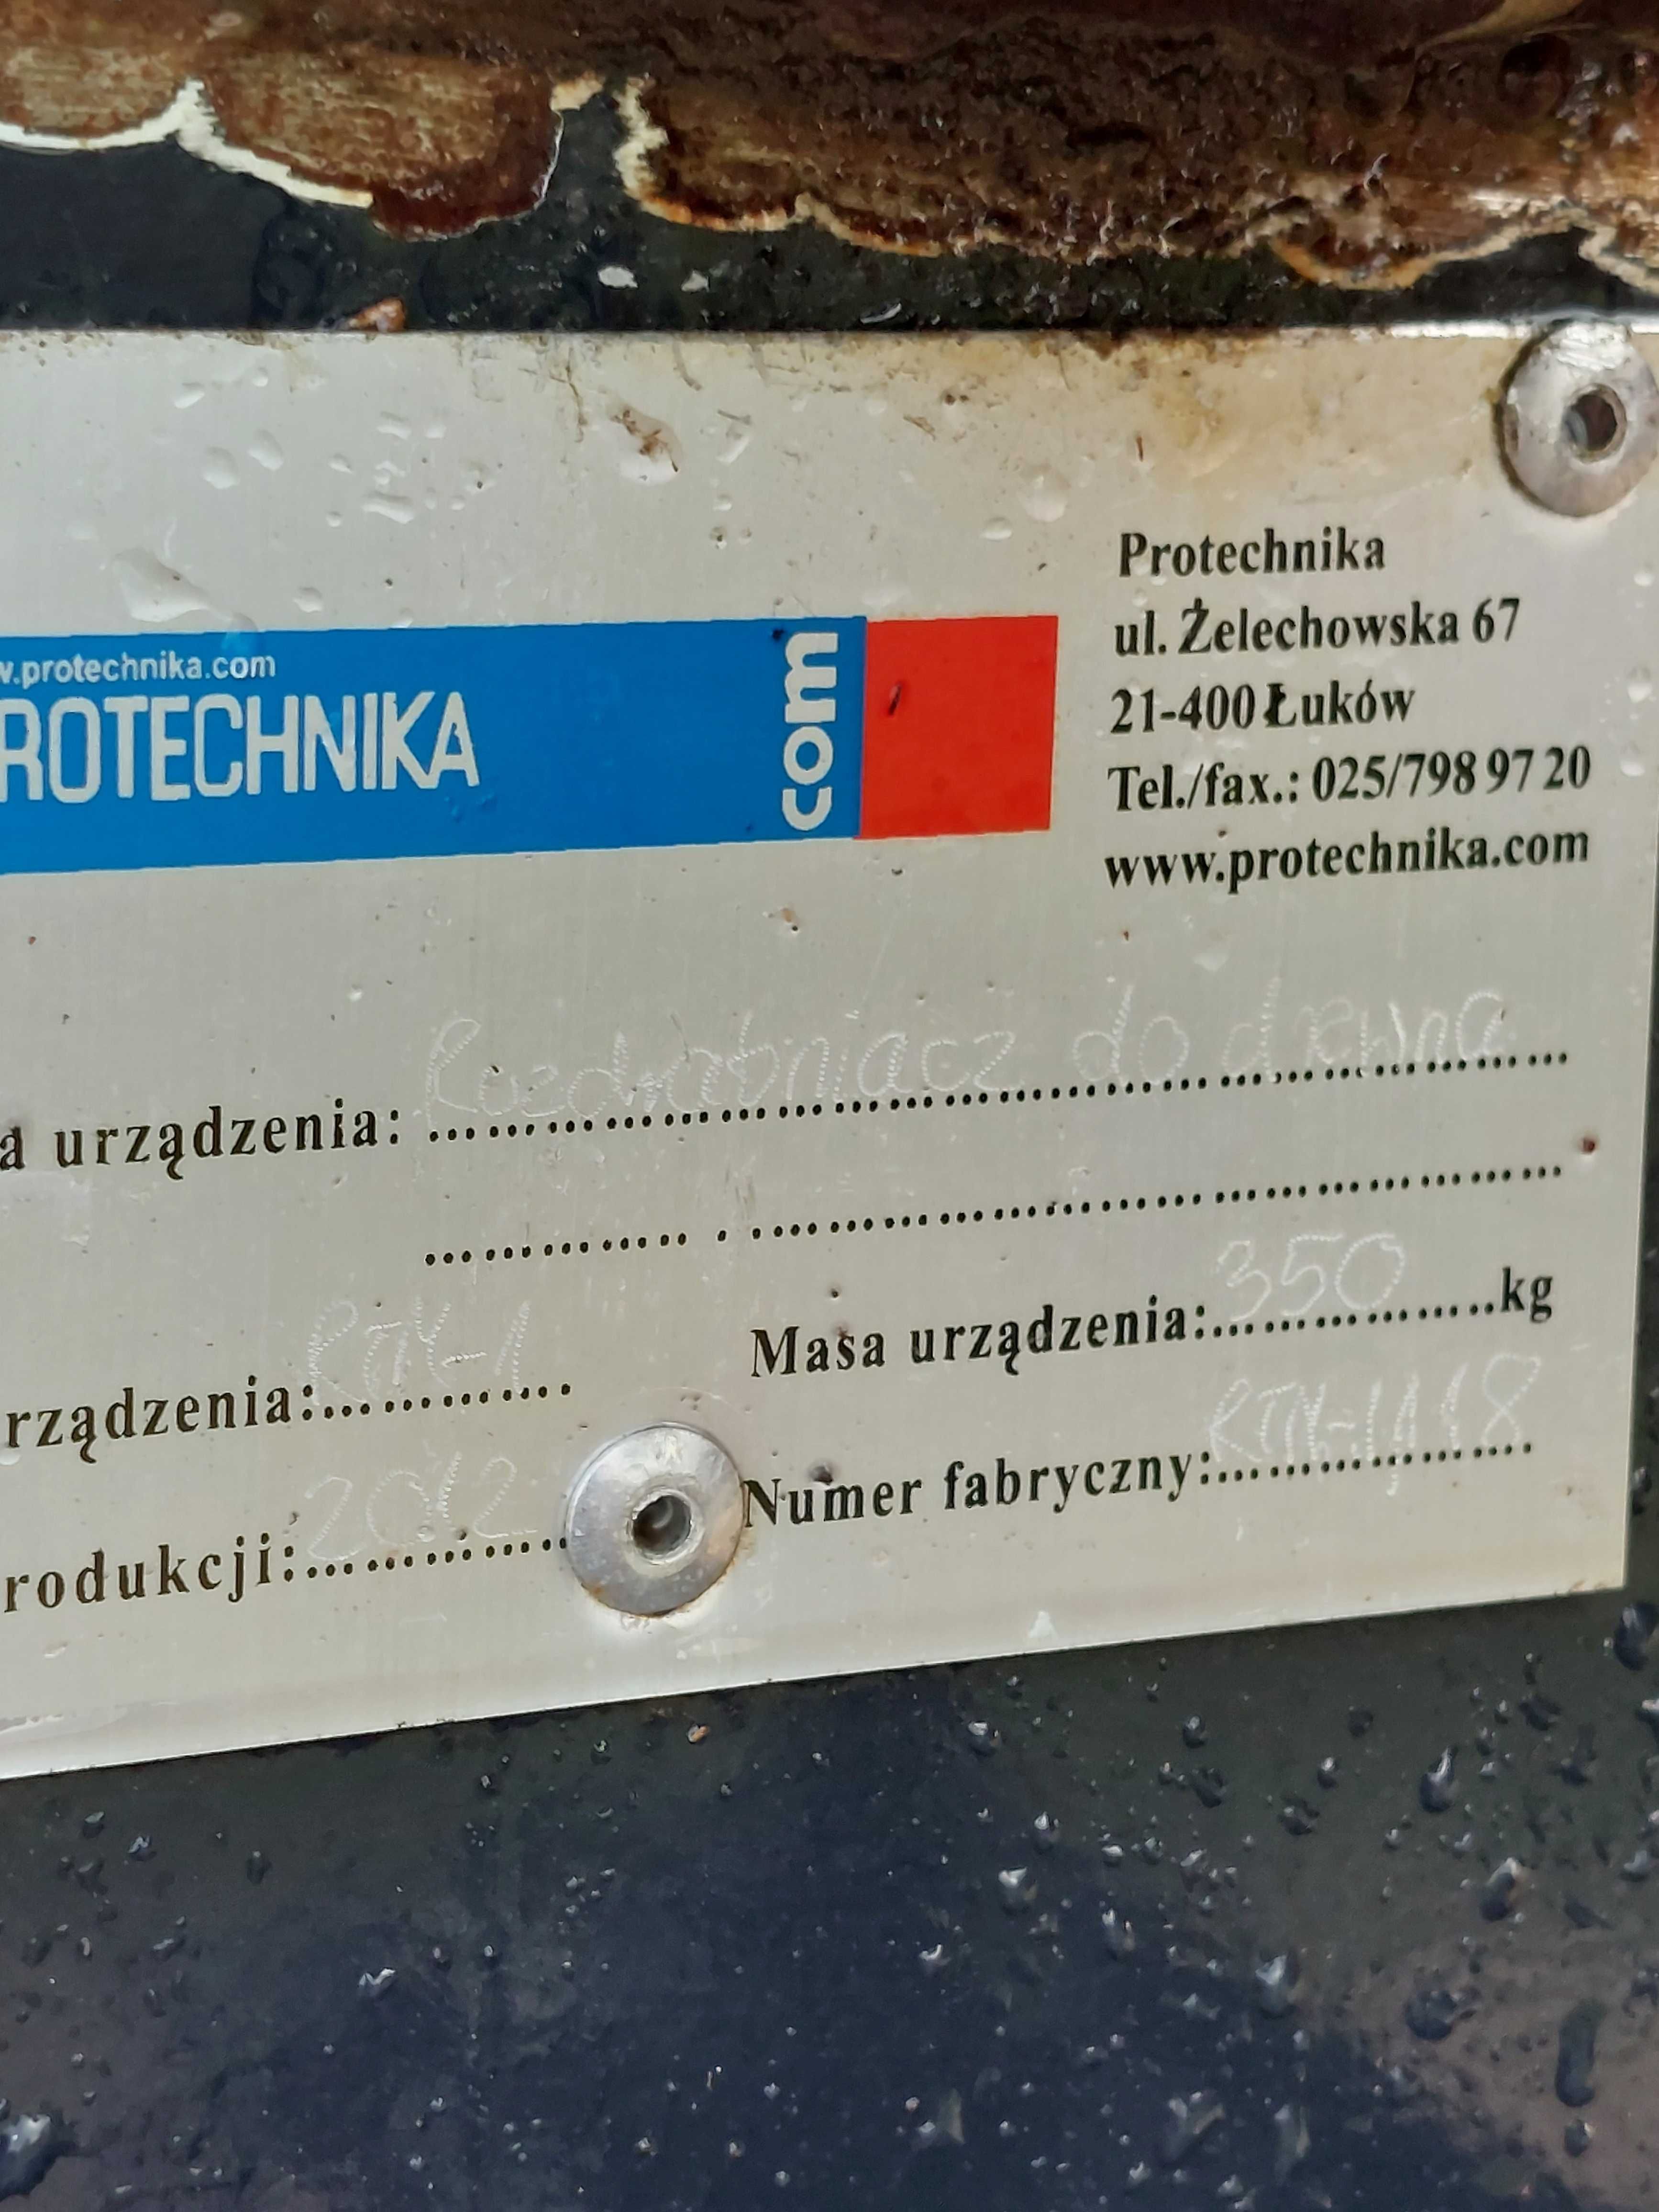 Protechnika
ul. Żelechowska 67
21-400 Łuków
Tel./fax.: 025/798 97 20
www.protechnika.com
w.protechnika.com
ROTECHNIKA
com
a urządzenia: Rozdrabniacz do drewna
rządzenia:
Masa urządzenia: 350 kg
rodukcji: 2012
Numer fabryczny: